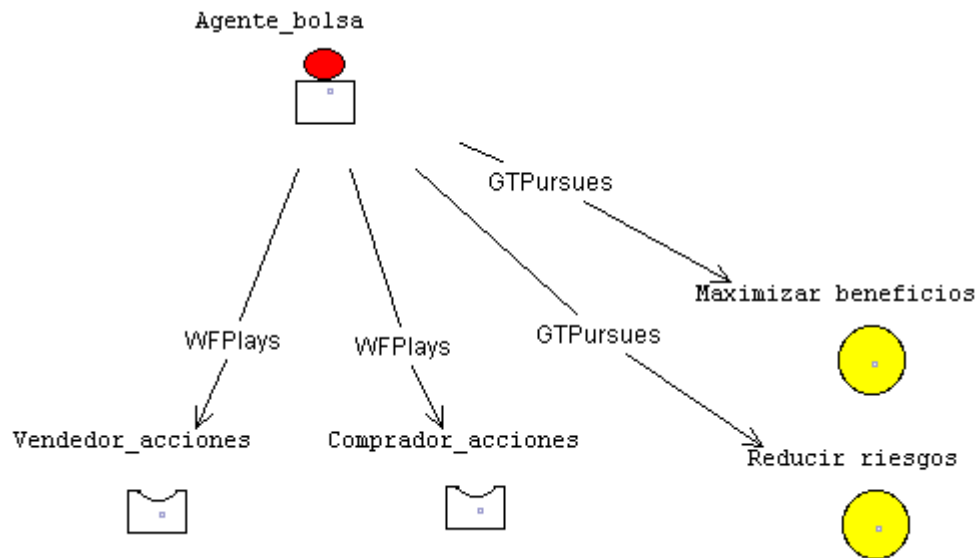 Agente_bolsa
GTPursues
Maximizar beneficios
WFPlays
WFPlays
GTPursues
Vendedor_acciones
Comprador_acciones
Reducir riesgos